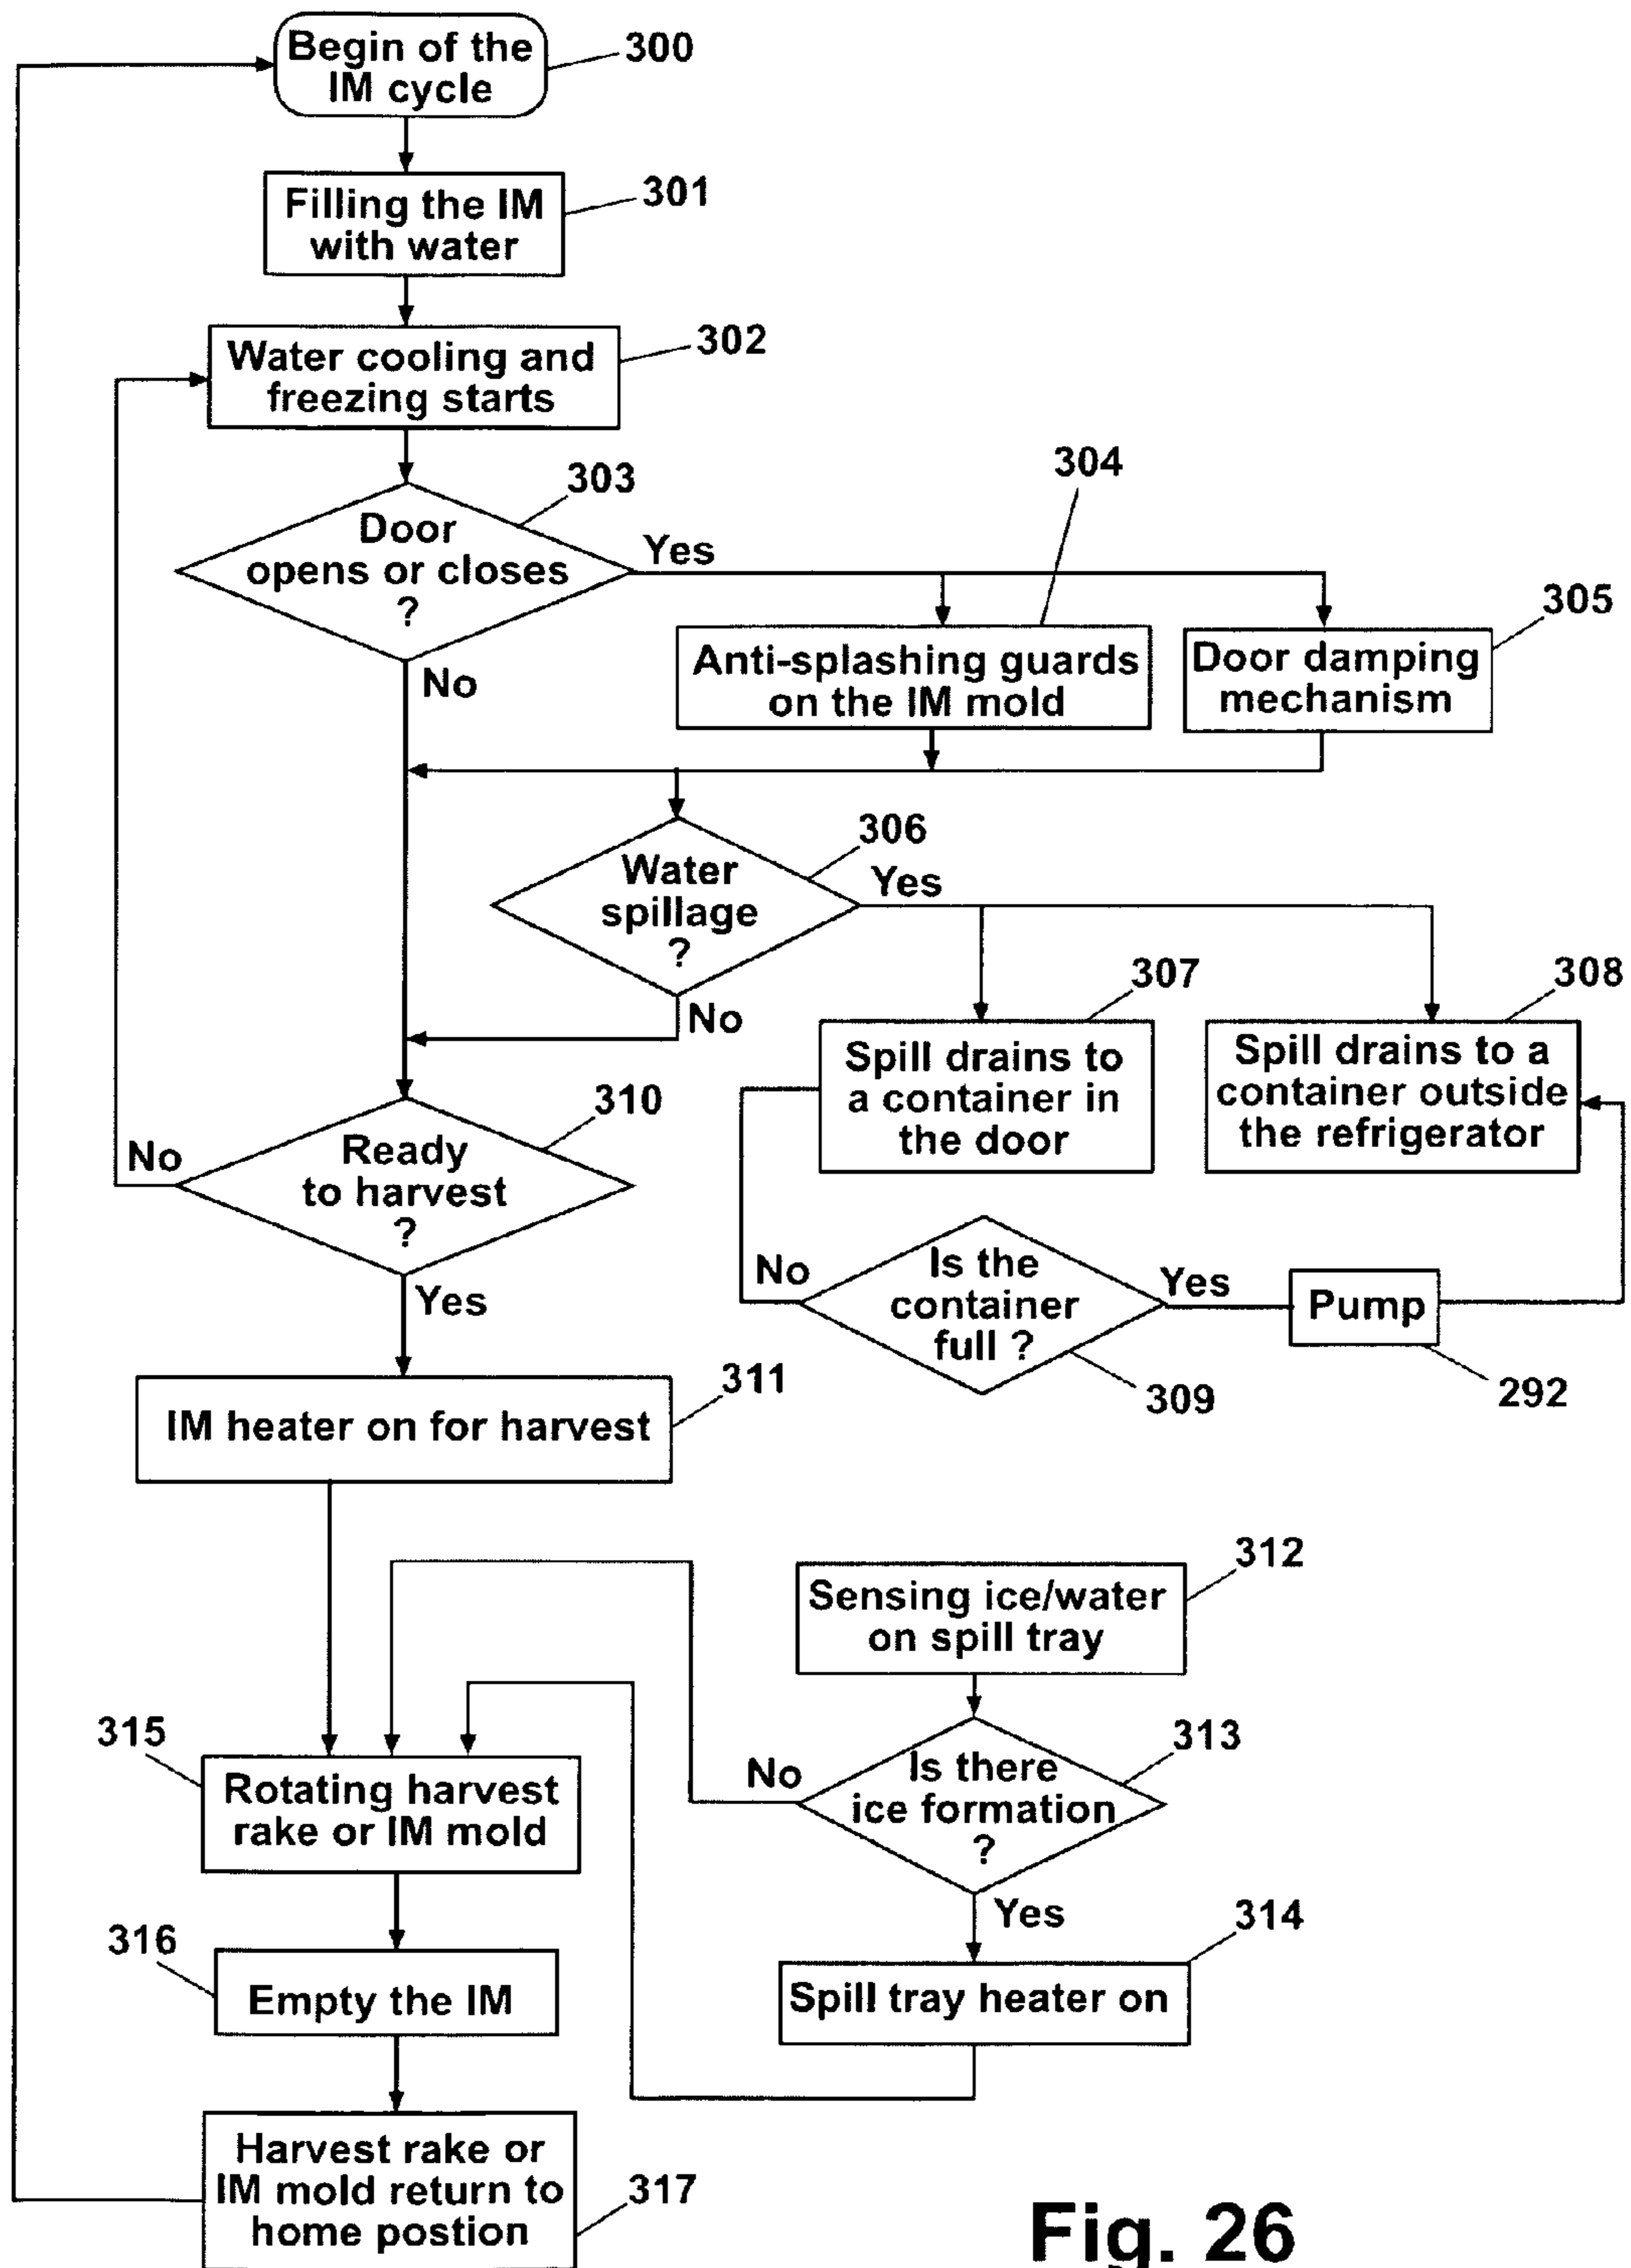 Begin of the
IM cycle
300
Filling the IM
with water
301
Water cooling and
freezing starts
302
303
Door
opens or closes
?
Yes
No
304
Anti-splashing guards
on the IM mold
305
Door damping
mechanism
306
Water
spillage
?
Yes
No
307
Spill drains to
a container in
the door
308
Spill drains to a
container outside
the refrigerator
310
Ready
to harvest
?
No
Yes
Is the
container
full ?
No
Yes
309
Pump
292
311
IM heater on for harvest
312
Sensing ice/water
on spill tray
313
Is there
ice formation
?
No
Yes
314
Spill tray heater on
315
Rotating harvest
rake or IM mold
316
Empty the IM
Harvest rake or
IM mold return to
home postion
317
Fig. 26